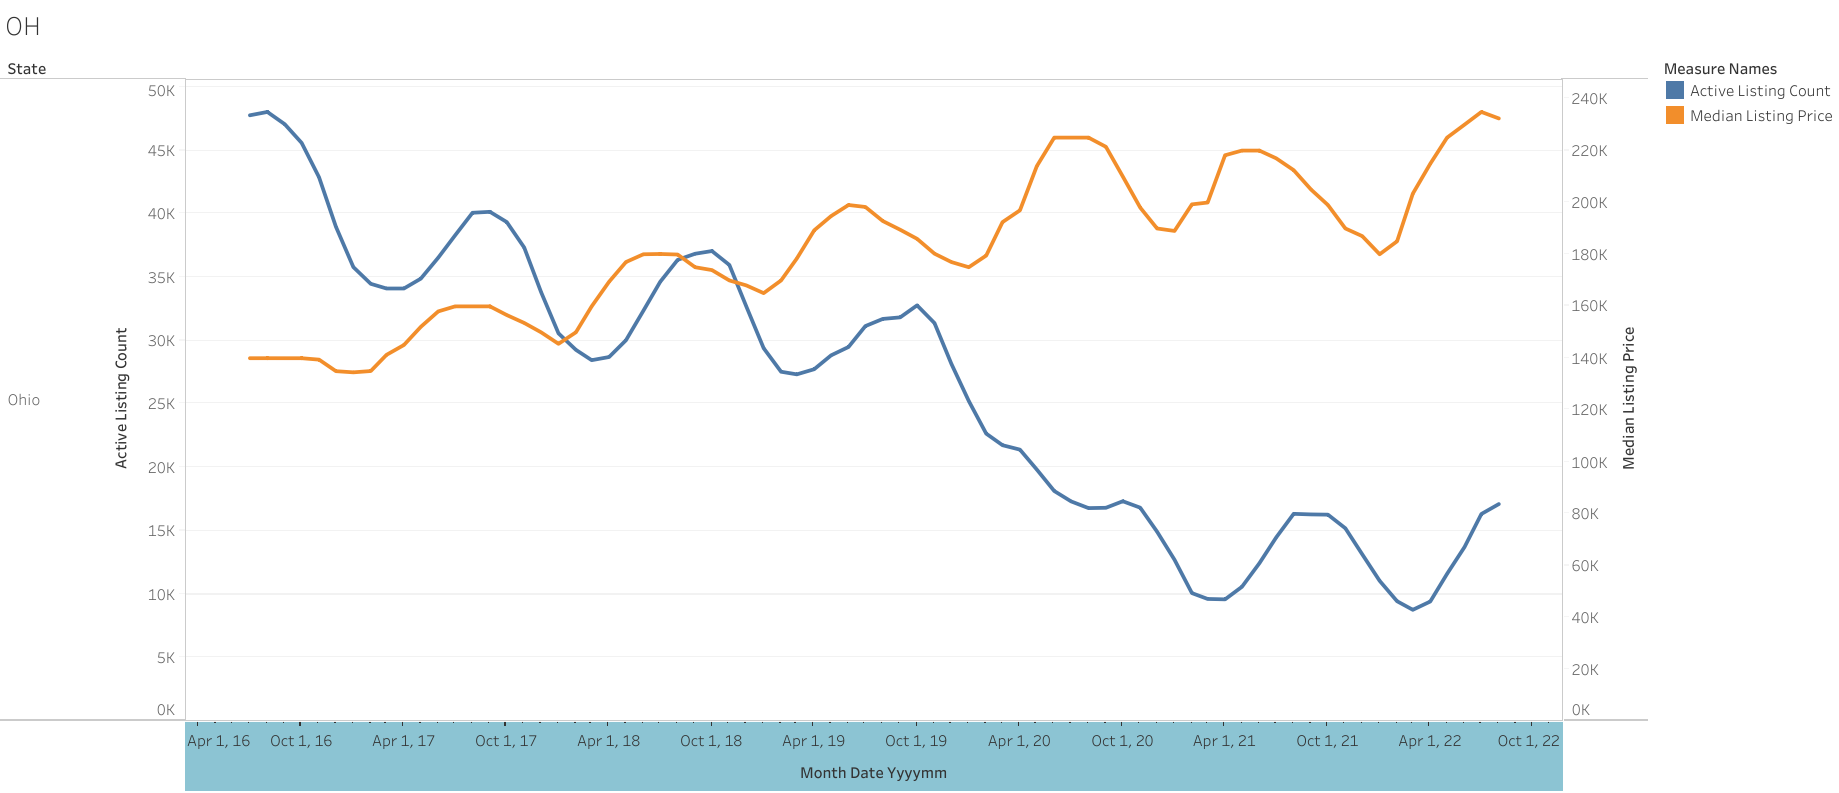 OH
State
Measure Names
Active Listing Count
Median Listing Price
Ohio
Active Listing Count
50K
45K
40K
35K
30K
25K
20K
15K
10K
5K
0K
240K
220K
200K
180K
160K
140K
120K
100K
80K
60K
40K
20K
0K
Median Listing Price
Apr 1, 16 Oct 1, 16 Apr 1, 17 Oct 1, 17 Apr 1, 18 Oct 1, 18 Apr 1, 19 Oct 1, 19 Apr 1, 20 Oct 1, 20 Apr 1, 21 Oct 1, 21 Apr 1, 22 Oct 1, 22
Month Date Yyyymm